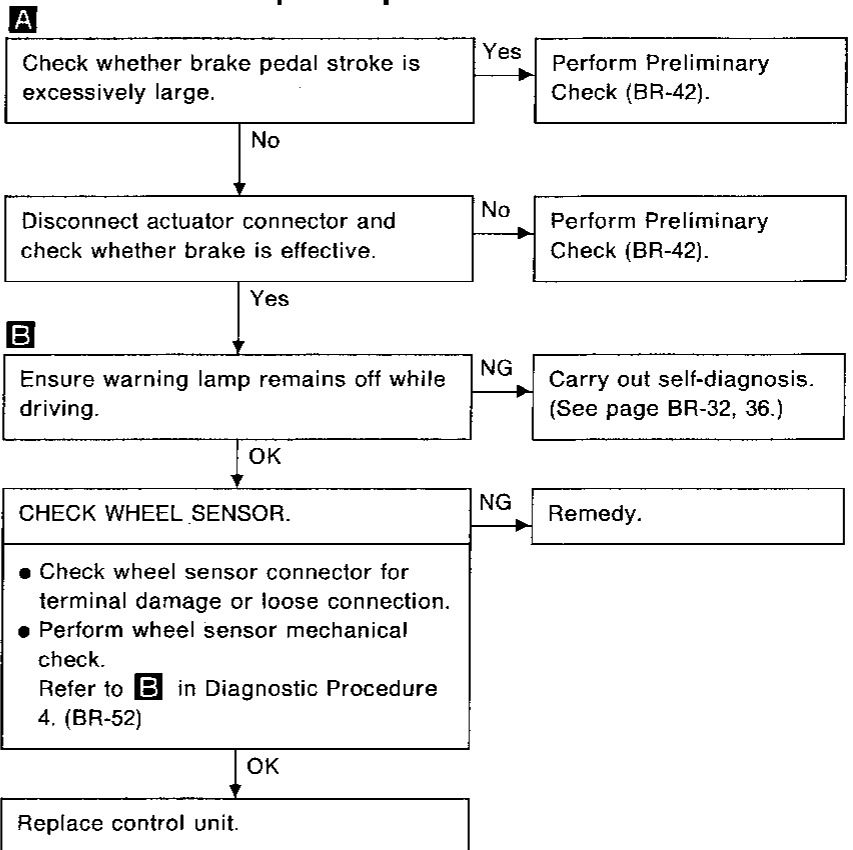 A
Check whether brake pedal stroke is
excessively large.
Yes
Perform Preliminary
Check (BR-42).
No
Disconnect actuator connector and
check whether brake is effective.
No
Perform Preliminary
Check (BR-42).
Yes
B
Ensure warning lamp remains off while
driving.
NG
Carry out self-diagnosis.
(See page BR-32, 36.)
OK
CHECK WHEEL SENSOR.
NG
Remedy.
● Check wheel sensor connector for
terminal damage or loose connection.
● Perform wheel sensor mechanical
check.
Refer to B in Diagnostic Procedure
4. (BR-52)
OK
Replace control unit.